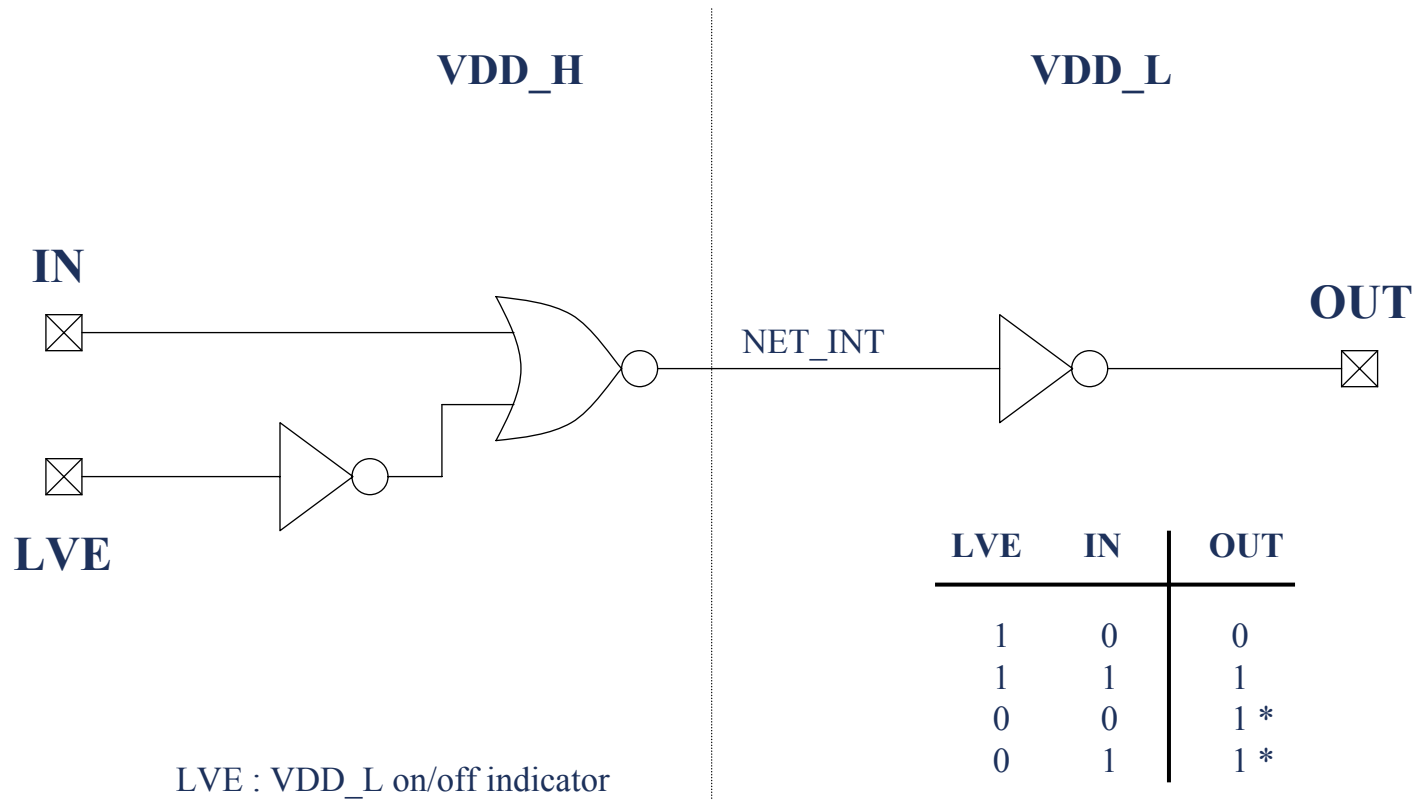 VDD_H
VDD_L
IN
OUT
NET_INT
LVE
LVE IN OUT
1 0 0
1 1 1
0 0 1 *
0 1 1 *
LVE : VDD_L on/off indicator